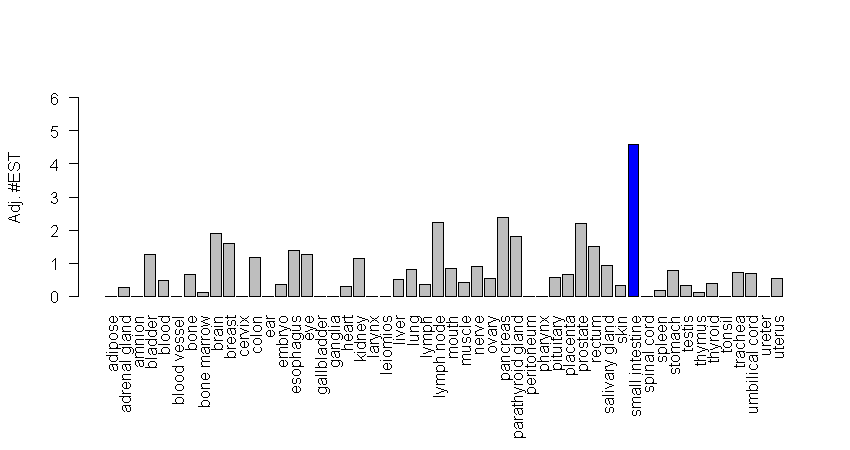 Adj. #EST
6
5
4
3
2
1
0
adipose
adrenal gland
amnion
bladder
blood
blood vessel
bone
bone marrow
brain
breast
cervix
colon
ear
embryo
esophagus
eye
gallbladder
ganglia
heart
kidney
larynx
leiomios
liver
lung
lymph
lymph node
mouth
muscle
nerve
ovary
pancreas
parathyroid gland
peritoneum
pharynx
pituitary
placenta
prostate
rectum
salivary gland
skin
small intestine
spinal cord
spleen
stomach
testis
thymus
thyroid
tonsil
trachea
umbilical cord
ureter
uterus